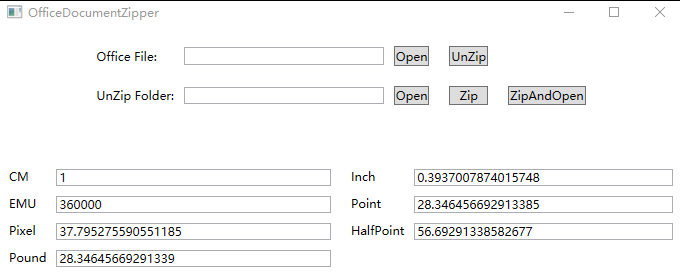 OfficeDocumentZipper
Office File: Open UnZip
UnZip Folder: Open Zip ZipAndOpen
CM 1 Inch 0.3937007874015748
EMU 360000 Point 28.346456692913385
Pixel 37.795275590551185 HalfPoint 56.69291338582677
Pound 28.34645669291339